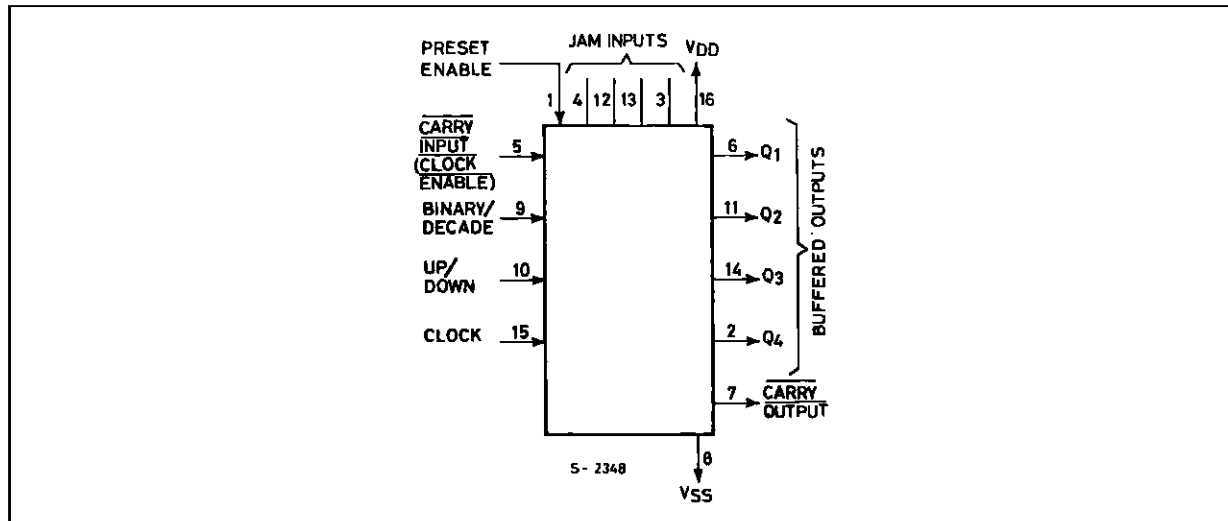 PRESET
ENABLE
JAM INPUTS
VDD
1
4
12
13
3
16
CARRY
INPUT
(CLOCK
ENABLE)
5
BINARY/
DECADE
9
UP/
DOWN
10
CLOCK
15
6 Q1
11 Q2
14 Q3
2 Q4
BUFFERED OUTPUTS
7 CARRY
OUTPUT
8
S-2348
VSS